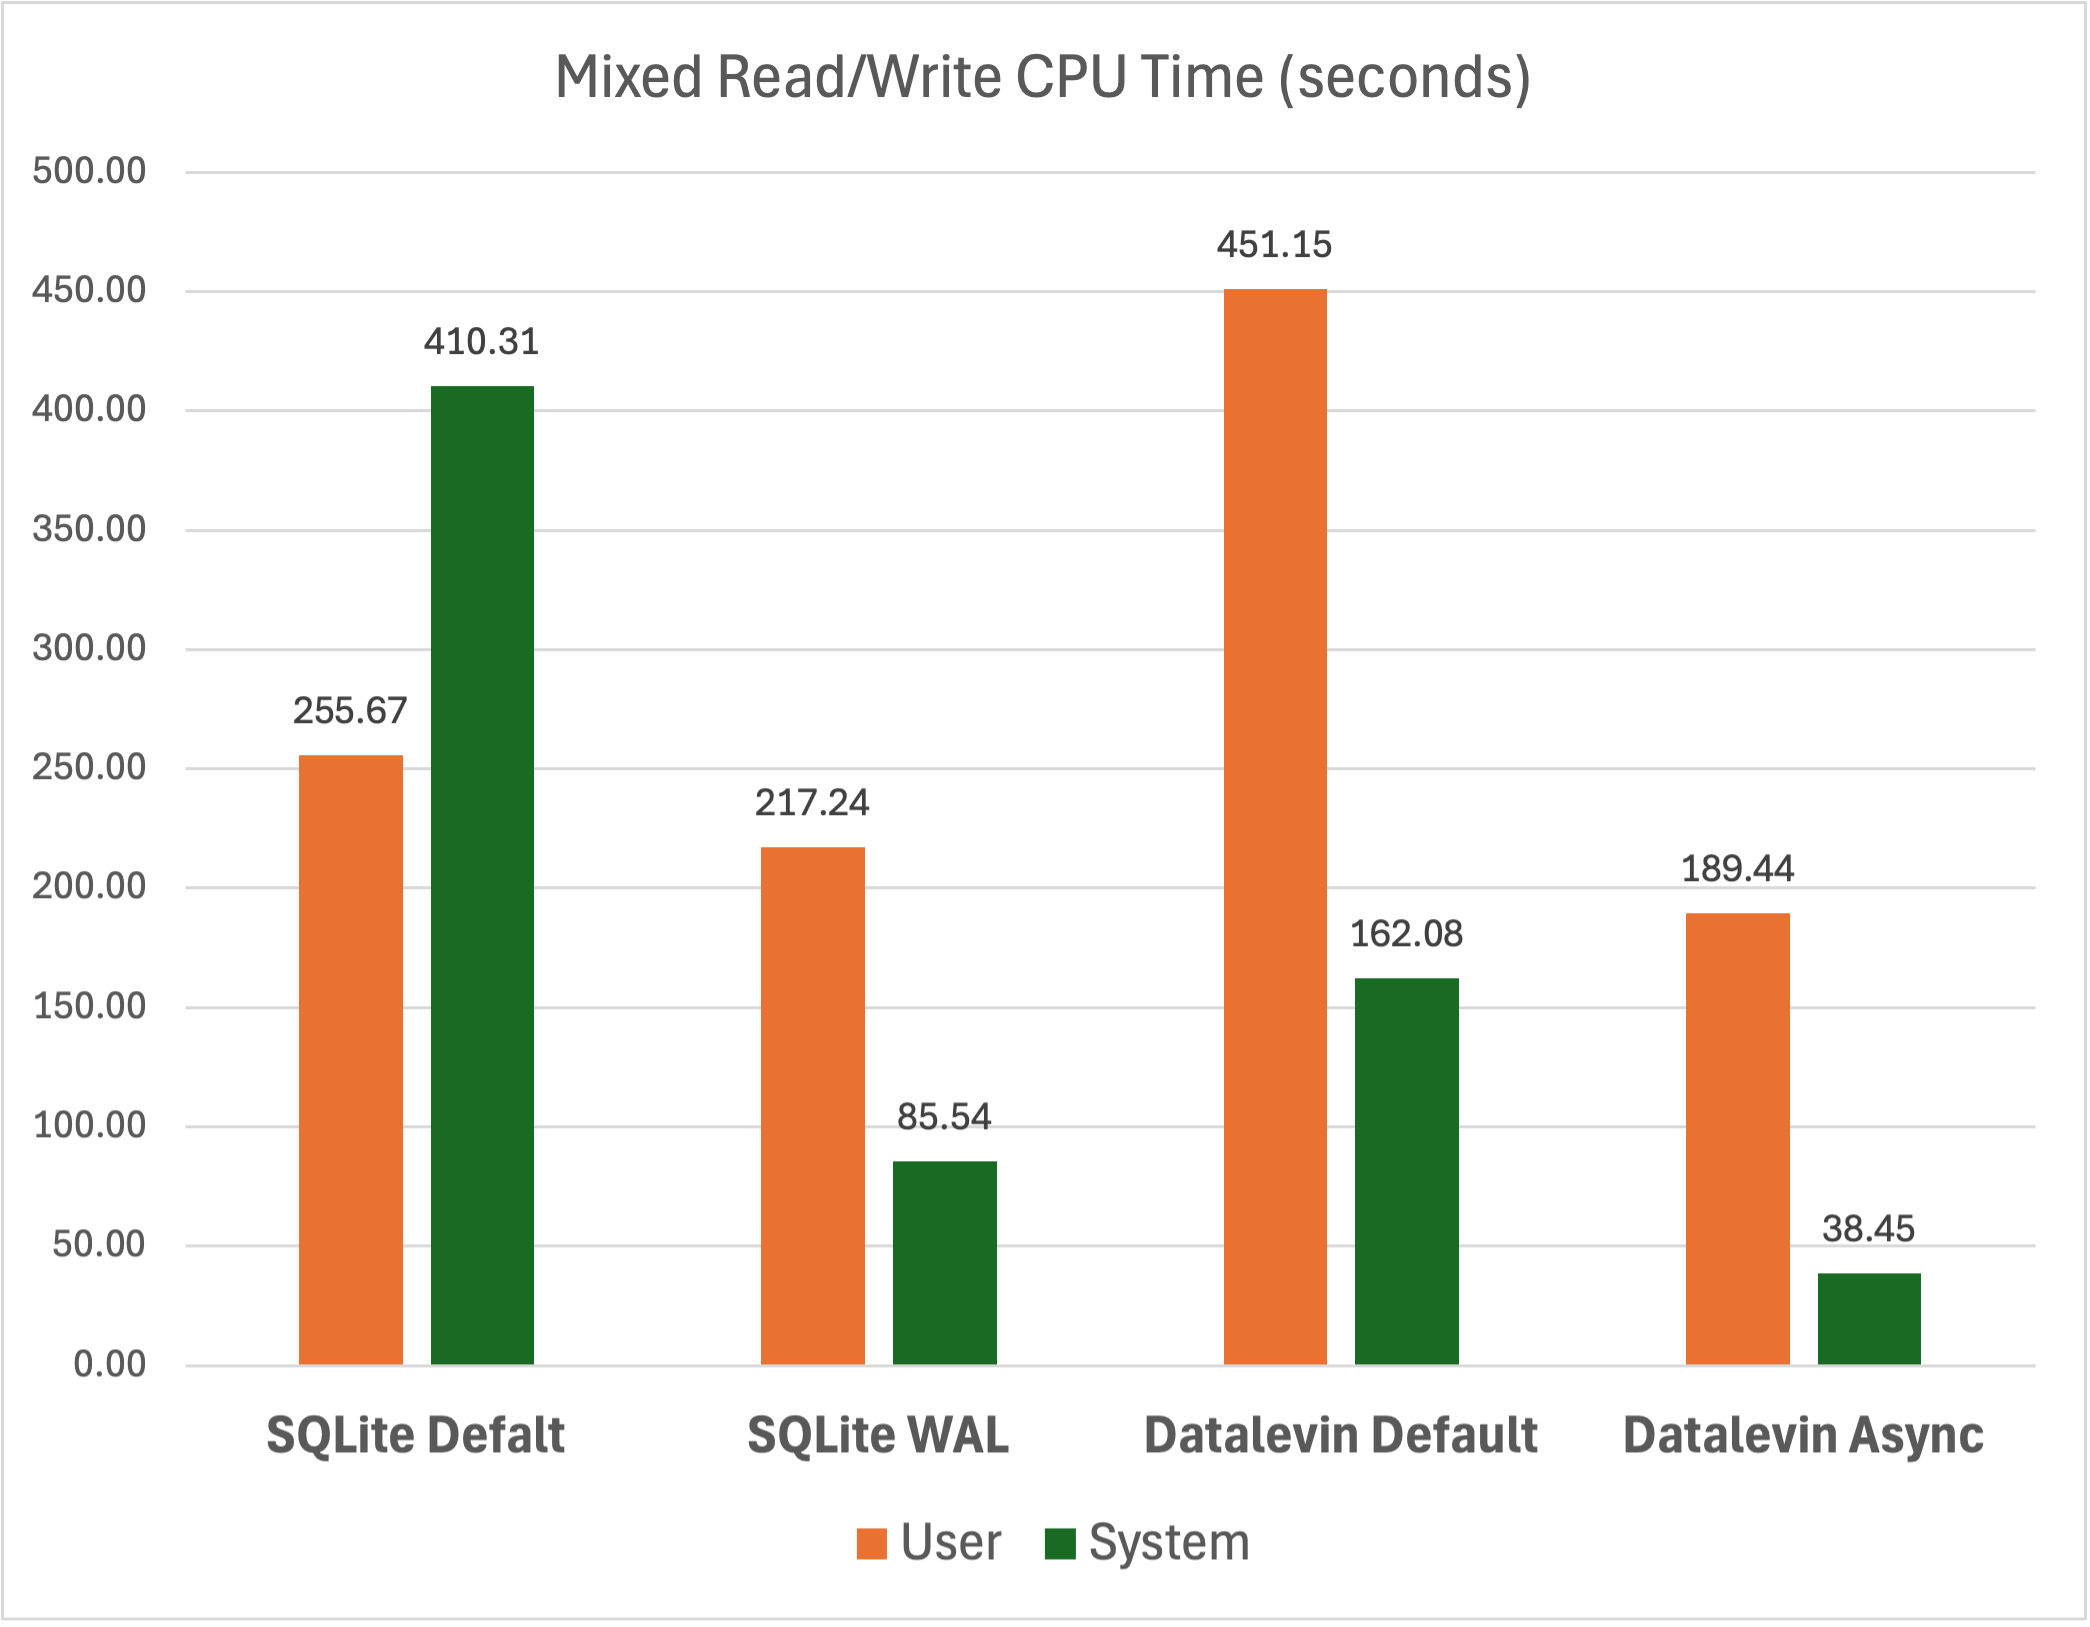 Mixed Read/Write CPU Time (seconds)
500.00
450.00
400.00
350.00
300.00
250.00
200.00
150.00
100.00
50.00
0.00
255.67
410.31
217.24
85.54
451.15
162.08
189.44
38.45
SQLite Defalt
SQLite WAL
Datalevin Default
Datalevin Async
User
System